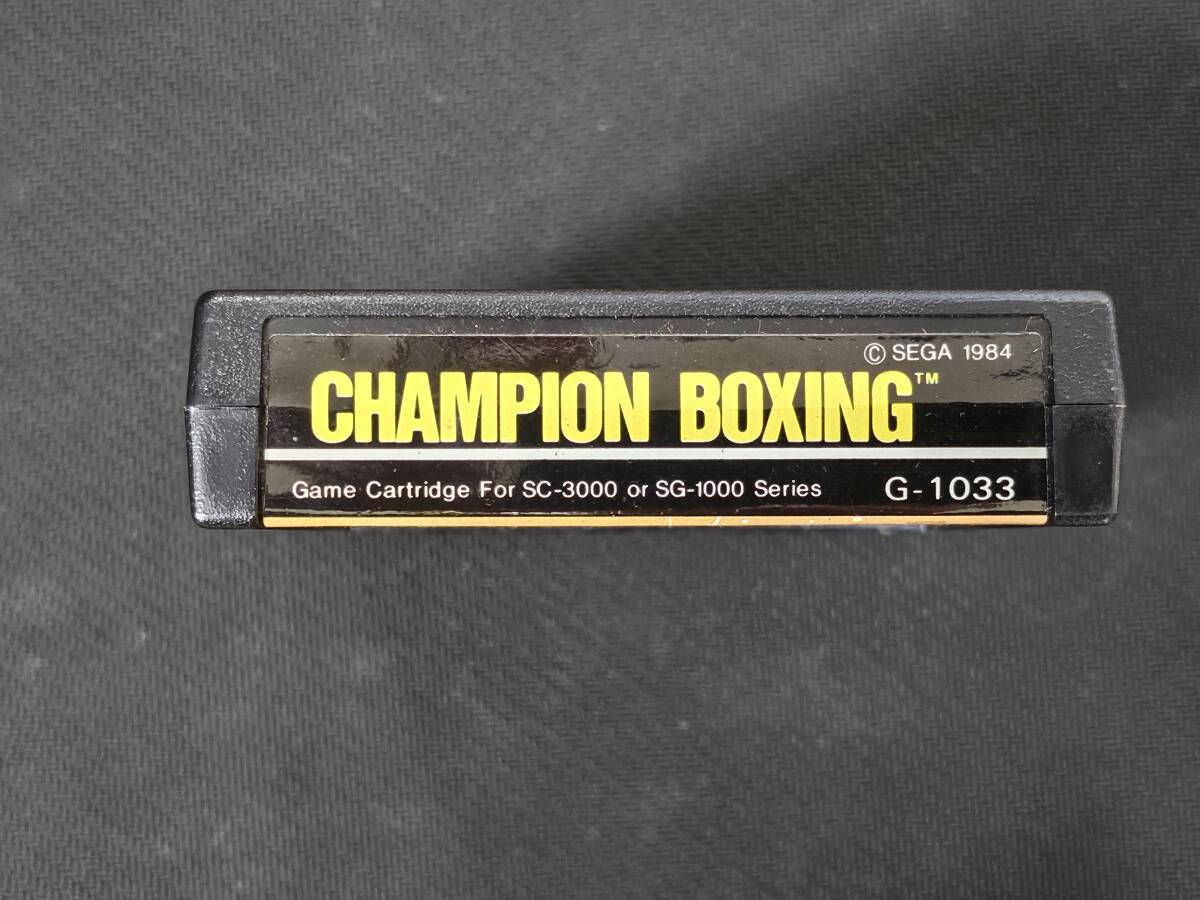 Ⓒ SEGA 1984
CHAMPION BOXING™
Game Cartridge For SC-3000 or SG-1000 Series G-1033